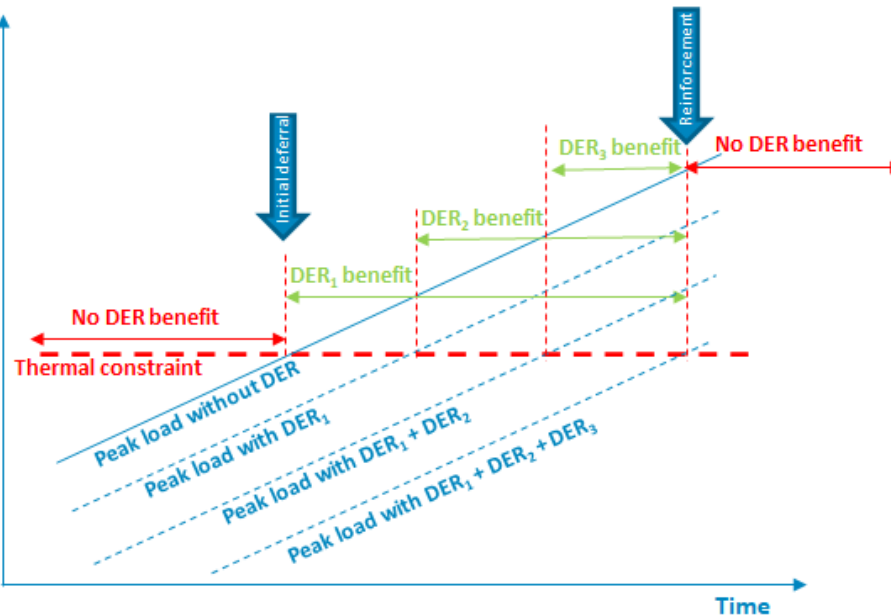 Initial deferral
Reinforcement
DER₃ benefit
No DER benefit
DER₂ benefit
DER₁ benefit
No DER benefit
Thermal constraint
Peak load without DER
Peak load with DER₁
Peak load with DER₁ + DER₂
Peak load with DER₁ + DER₂ + DER₃
Time